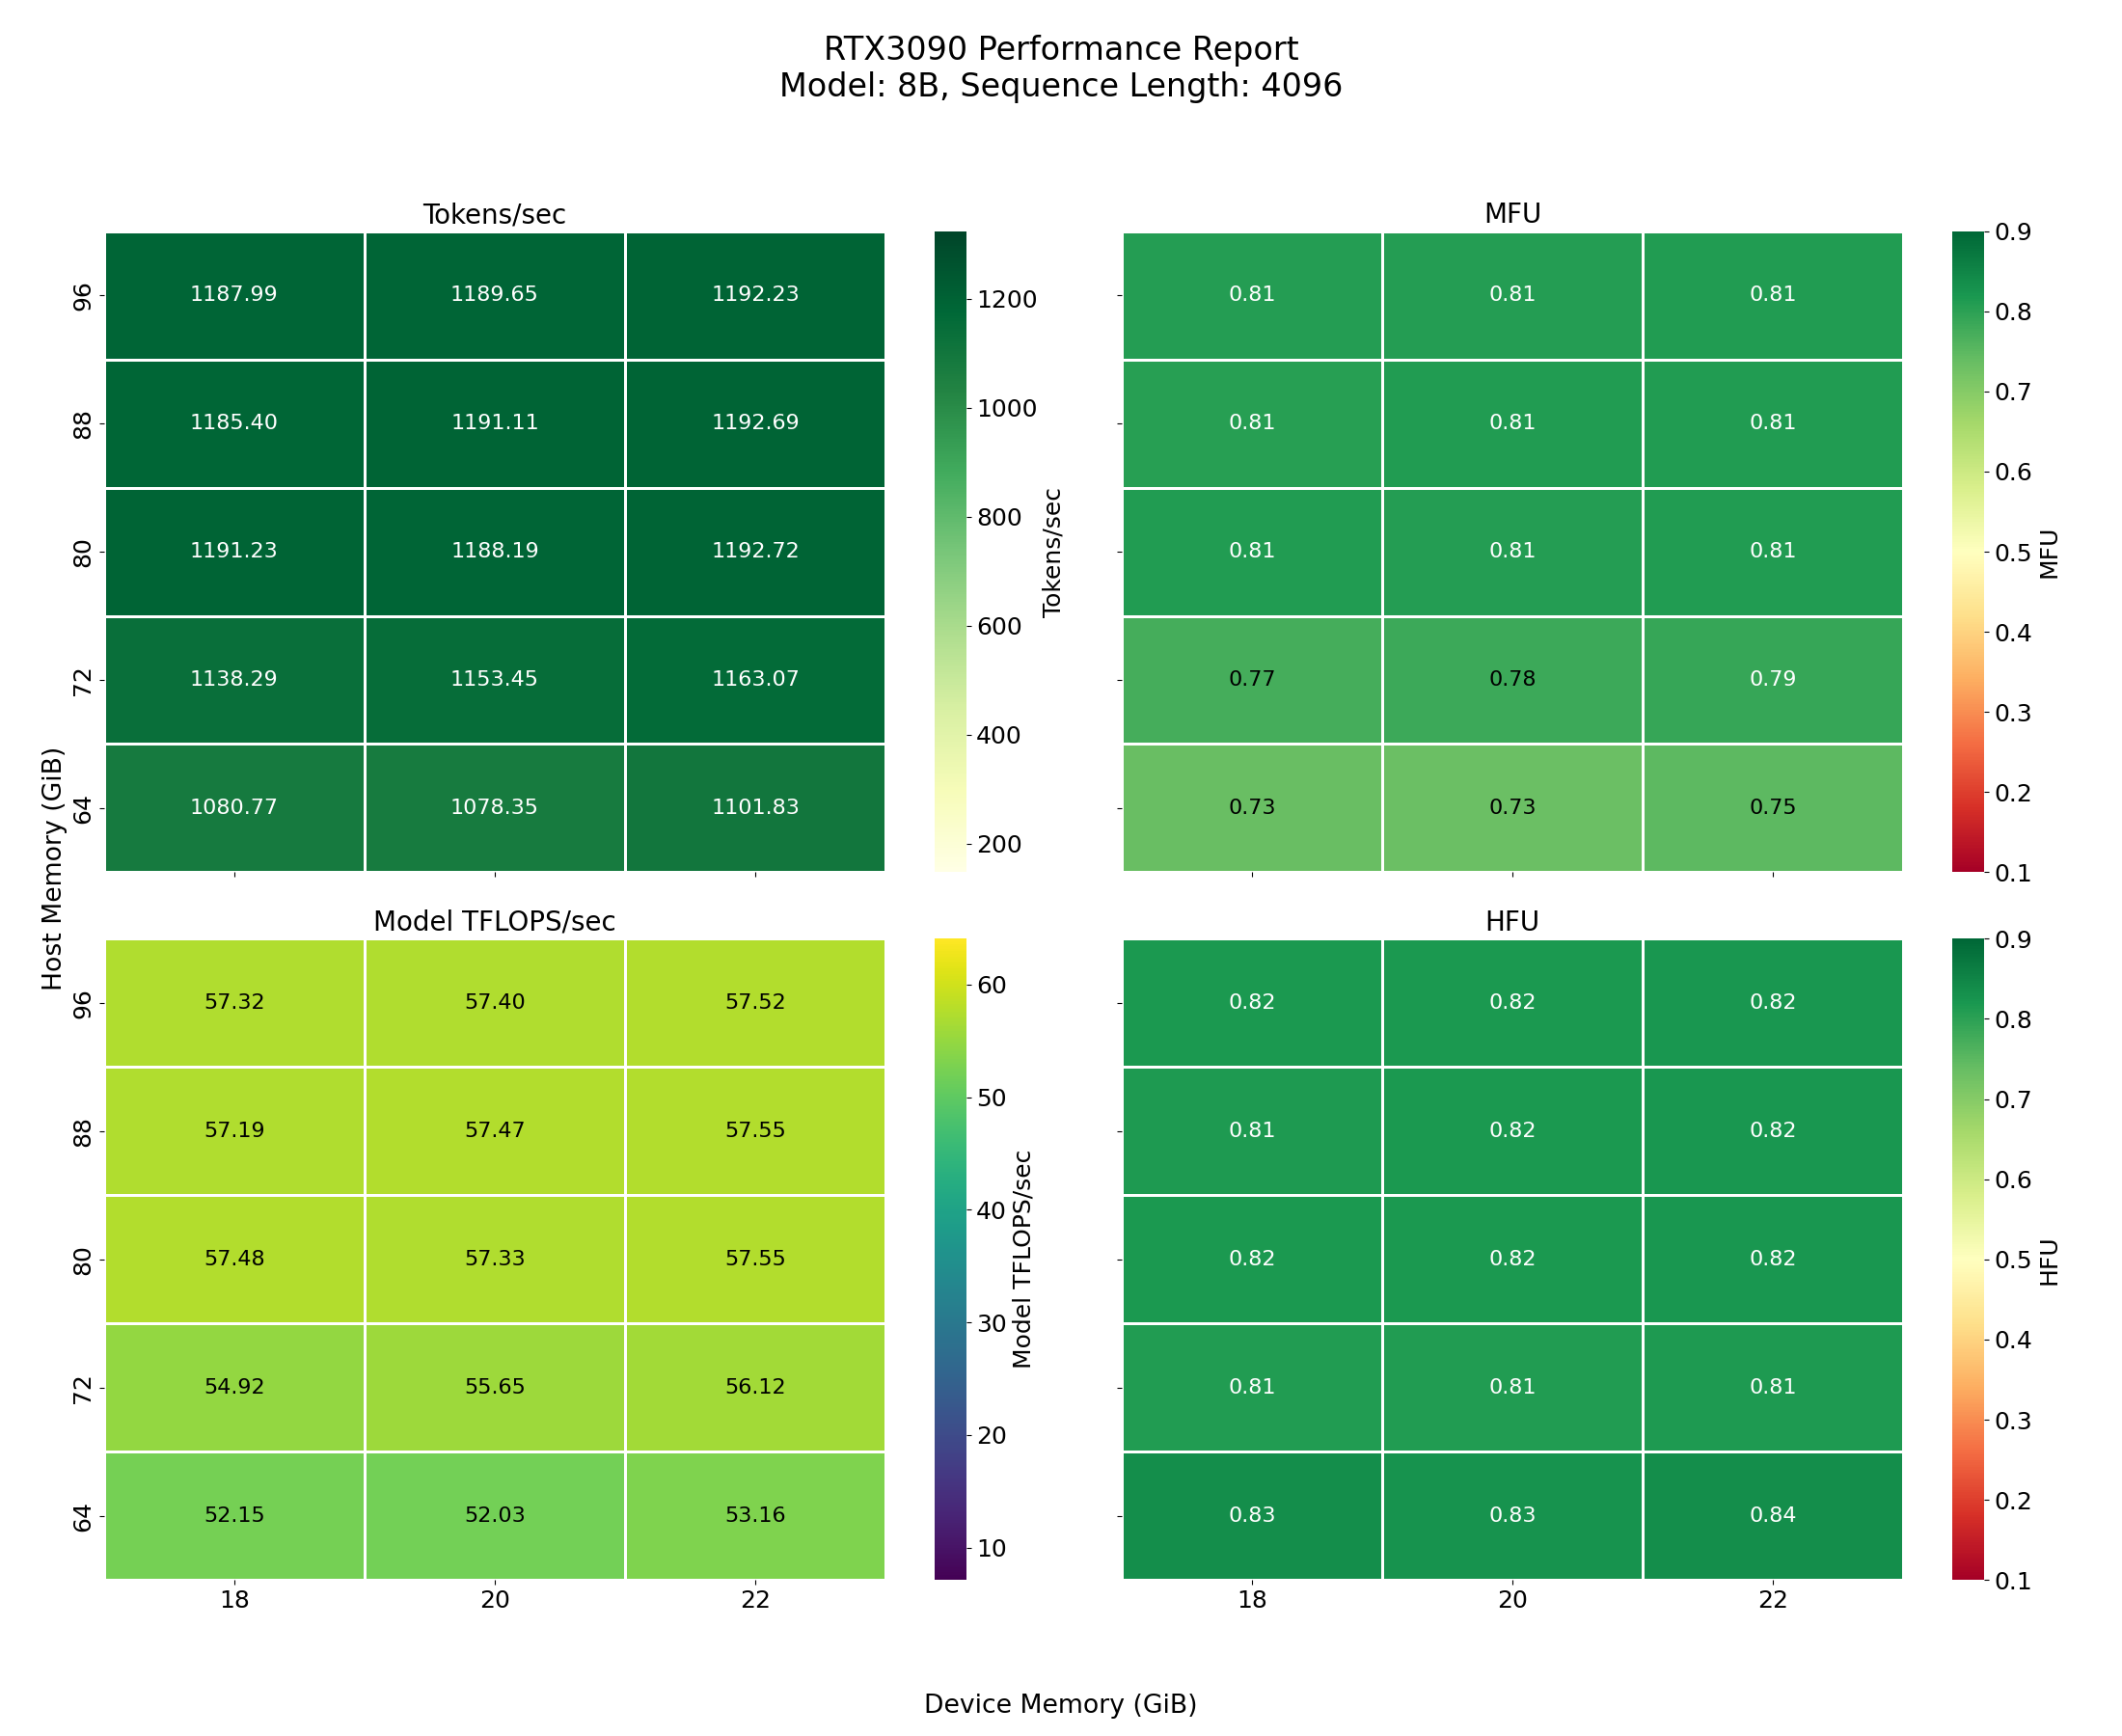 RTX3090 Performance Report
Model: 8B, Sequence Length: 4096
Host Memory (GiB)
Tokens/sec
96 1187.99 1189.65 1192.23
88 1185.40 1191.11 1192.69
80 1191.23 1188.19 1192.72
72 1138.29 1153.45 1163.07
64 1080.77 1078.35 1101.83
1200
1000
800
600
400
200
Tokens/sec
MFU
0.81 0.81 0.81
0.81 0.81 0.81
0.81 0.81 0.81
0.77 0.78 0.79
0.73 0.73 0.75
0.9
0.8
0.7
0.6
0.5
0.4
0.3
0.2
0.1
MFU
Model TFLOPS/sec
96 57.32 57.40 57.52
88 57.19 57.47 57.55
80 57.48 57.33 57.55
72 54.92 55.65 56.12
64 52.15 52.03 53.16
18 20 22
60
50
40
30
20
10
Model TFLOPS/sec
HFU
0.82 0.82 0.82
0.81 0.82 0.82
0.82 0.82 0.82
0.81 0.81 0.81
0.83 0.83 0.84
18 20 22
0.9
0.8
0.7
0.6
0.5
0.4
0.3
0.2
0.1
HFU
Device Memory (GiB)